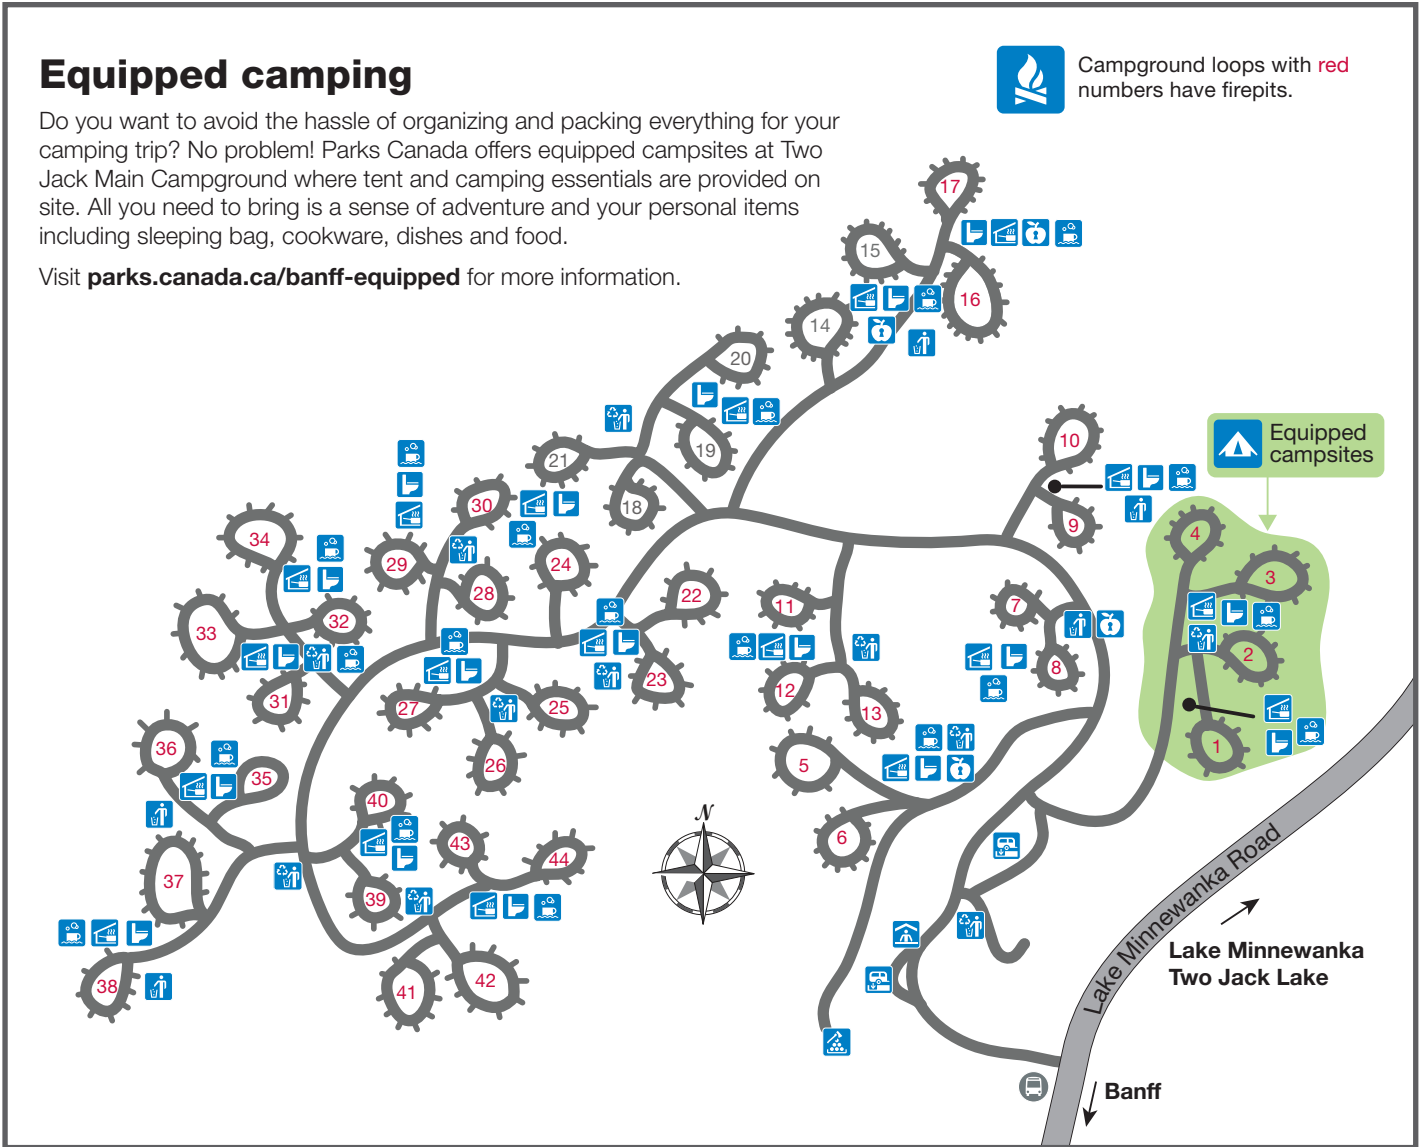 Equipped camping
Do you want to avoid the hassle of organizing and packing everything for your
camping trip? No problem! Parks Canada offers equipped campsites at Two
Jack Main Campground where tent and camping essentials are provided on
site. All you need to bring is a sense of adventure and your personal items
including sleeping bag, cookware, dishes and food.
Visit parks.canada.ca/banff-equipped for more information.
Campground loops with red
numbers have firepits.
17
15
16
14
20
19
21
18
10
9
Equipped
campsites
4
3
2
1
30
29
28
24
22
23
34
33
32
31
27
25
26
11
12
13
7
8
5
6
36
35
37
38
40
39
43
44
41
42
N
Lake Minnewanka Road
Lake Minnewanka
Two Jack Lake
Banff